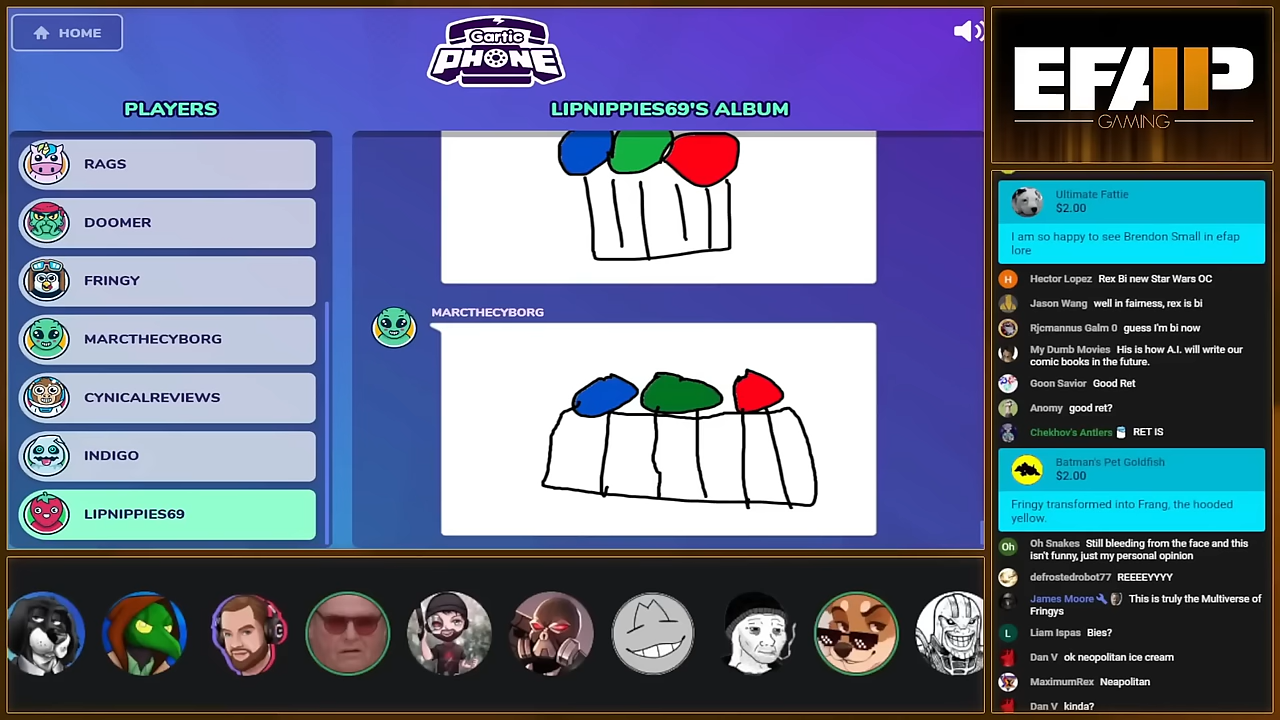 HOME
Gartic
PHONE
PLAYERS
LIPNIPPIES69'S ALBUM
RAGS
DOOMER
FRINGY
MARCTHECYBORG
CYNICALREVIEWS
INDIGO
LIPNIPPIES69
MARCTHECYBORG
EFAP
GAMING
Ultimate Fattie
$2.00
I am so happy to see Brendon Small in efap
lore
H Hector Lopez Rex Bi new Star Wars OC
Jason Wang well in fairness, rex is bi
Rjcmannus Galm 0 guess I'm bi now
My Dumb Movies His is how A.I. will write our
comic books in the future.
Goon Savior Good Ret
Anomy good ret?
Chekhov's Antlers RET IS
Batman's Pet Goldfish
$2.00
Fringy transformed into Frang, the hooded
yellow.
Oh Oh Snakes Still bleeding from the face and this
isn't funny, just my personal opinion
defrostedrobot77 REEEEYYYY
James Moore This is truly the Multiverse of
Fringys
L Liam Ispas Bies?
Dan V ok neopolitan ice cream
MaximumRex Neapolitan
Dan V kinda?